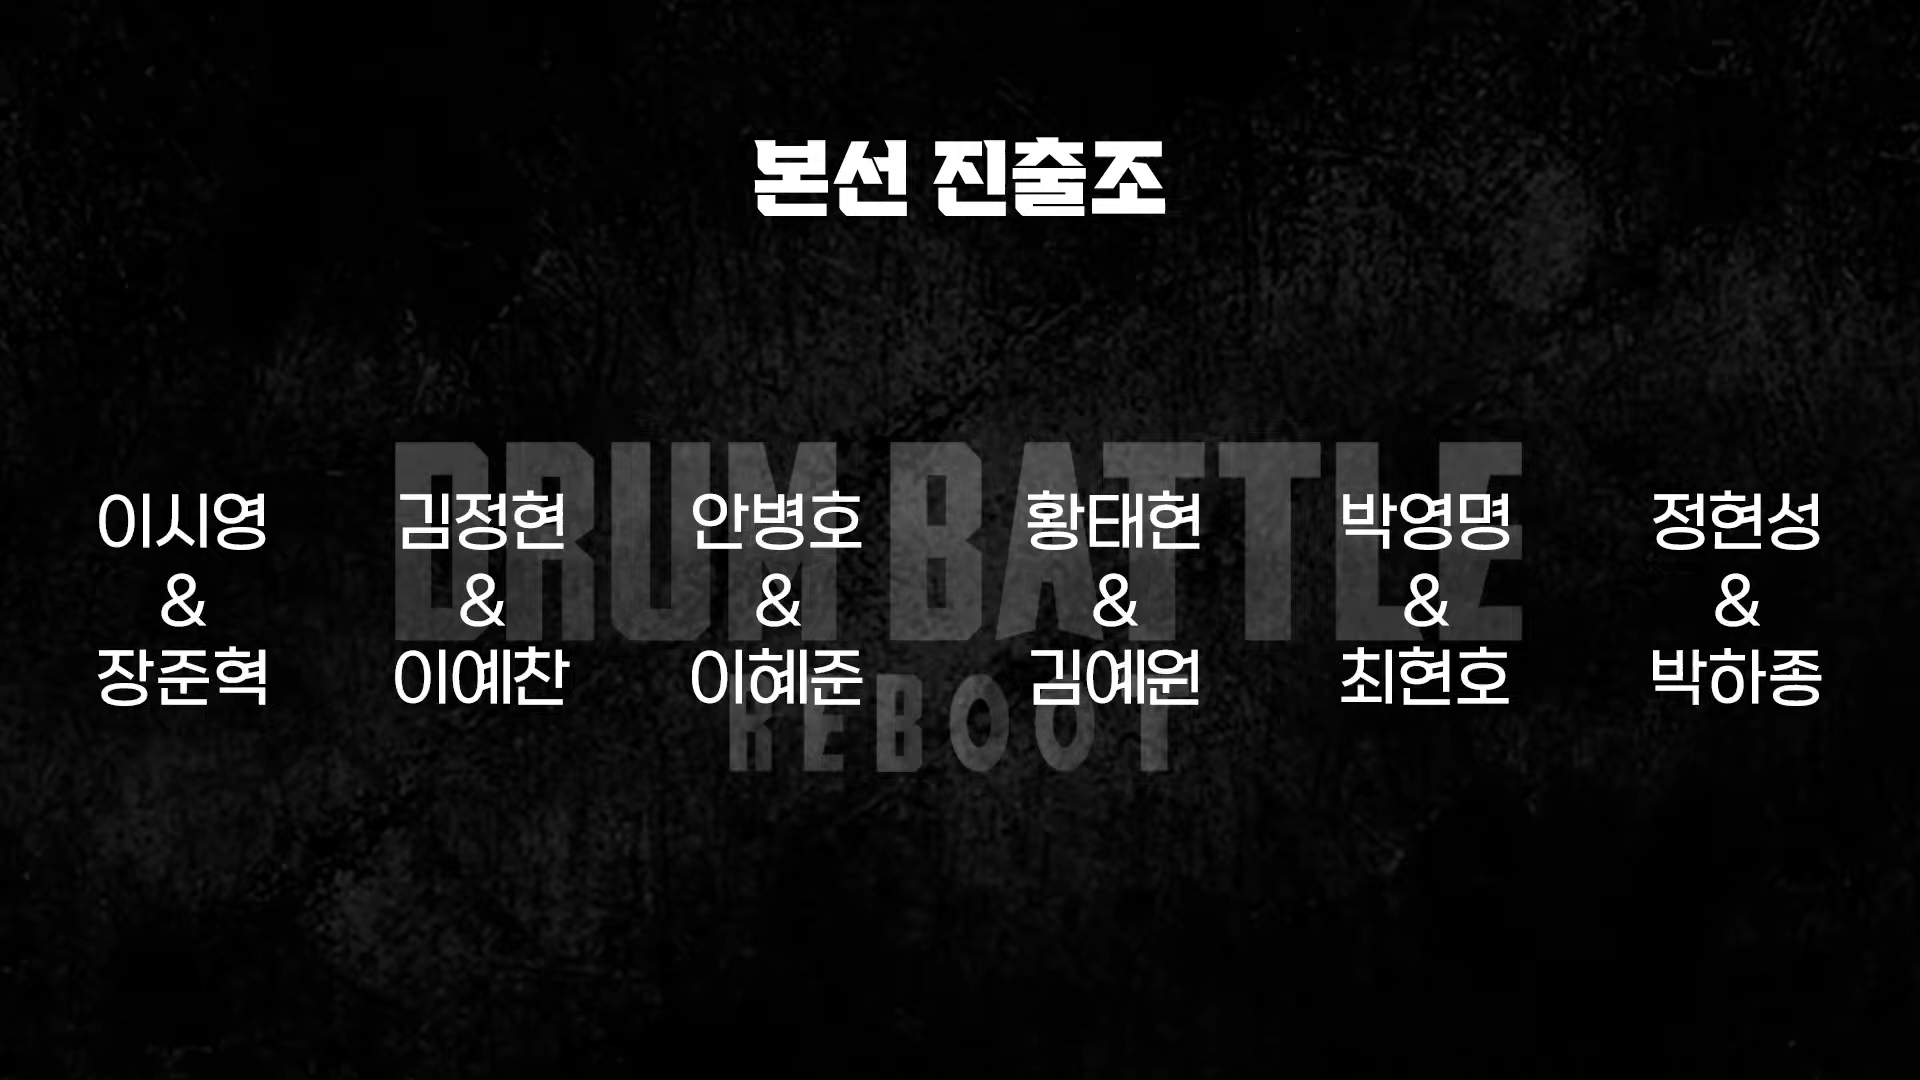 본선 진출조
DRUM BATTLE
REBOOT
이시영 & 장준혁
김정현 & 이예찬
안병호 & 이혜준
황태현 & 김예원
박영명 & 최현호
정현성 & 박하종